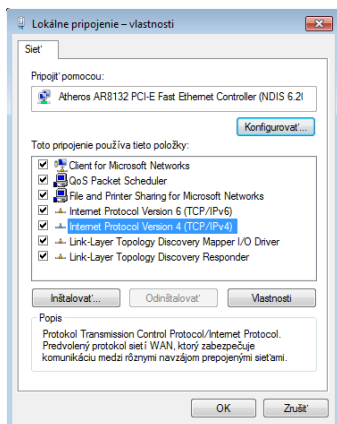 Lokálne pripojenie – vlastnosti
Sieť
Pripojiť pomocou:
Atheros AR8132 PCI-E Fast Ethernet Controller (NDIS 6.20
Konfigurovať...
Toto pripojenie používa tieto položky:
Client for Microsoft Networks
QoS Packet Scheduler
File and Printer Sharing for Microsoft Networks
Internet Protocol Version 6 (TCP/IPv6)
Internet Protocol Version 4 (TCP/IPv4)
Link-Layer Topology Discovery Mapper I/O Driver
Link-Layer Topology Discovery Responder
Inštalovať... Odinštalovať Vlastnosti
Popis
Protokol Transmission Control Protocol/Internet Protocol.
Predvolený protokol sietí WAN, ktorý zabezpečuje
komunikáciu medzi rôznymi navzájom prepojenými sieťami.
OK Zrušiť